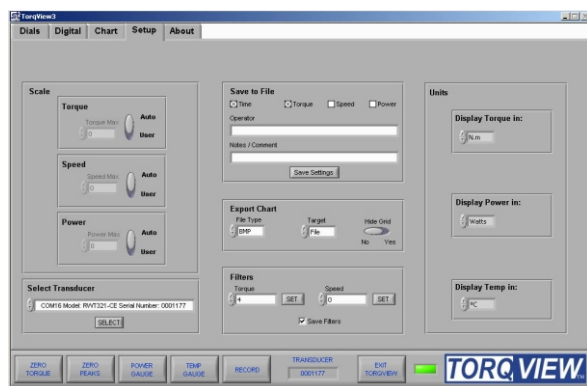 TorqView3
Dials Digital Chart Setup About
Scale
Torque
Torque Max
0
Auto
User
Speed
Speed Max
0
Auto
User
Power
Power Max
0
Auto
User
Select Transducer
COM16 Model: RWT321-CE Serial Number: 0001177
SELECT
Save to File
Time Torque Speed Power
Operator
Notes / Comment
Save Settings
Export Chart
File Type Target Hide Grid
BMP File
No Yes
Filters
Torque Speed
4 SET 0 SET
Save Filters
Units
Display Torque in:
N.m
Display Power in:
Watts
Display Temp in:
ºC
ZERO TORQUE
ZERO PEAKS
POWER GAUGE
TEMP GAUGE
RECORD
TRANSDUCER
0001177
EXIT TORQVIEW
TORQVIEW